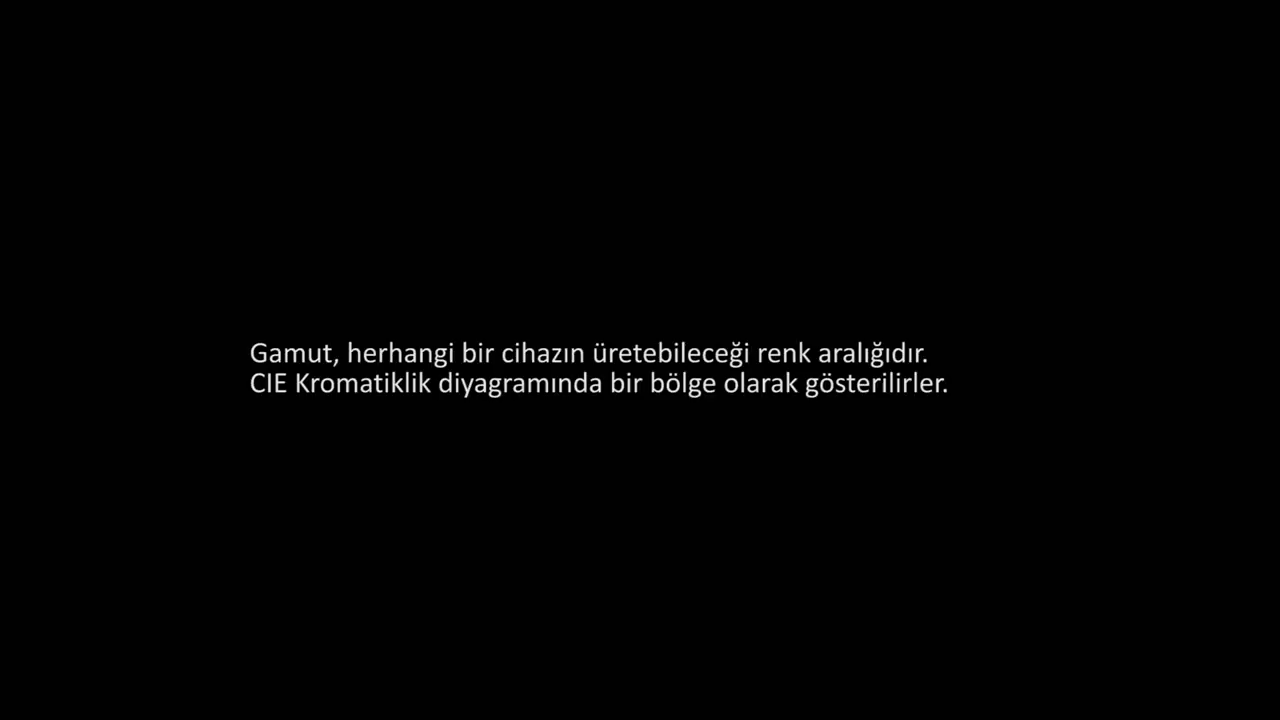 Gamut, herhangi bir cihazın üretebileceği renk aralığıdır.
CIE Kromatiklik diyagramında bir bölge olarak gösterilirler.